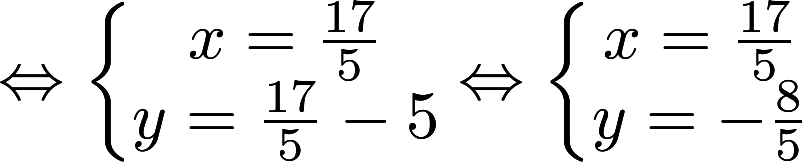 ⇔ { x = 17/5 ⇔ { x = 17/5
y = 17/5 − 5 y = −8/5